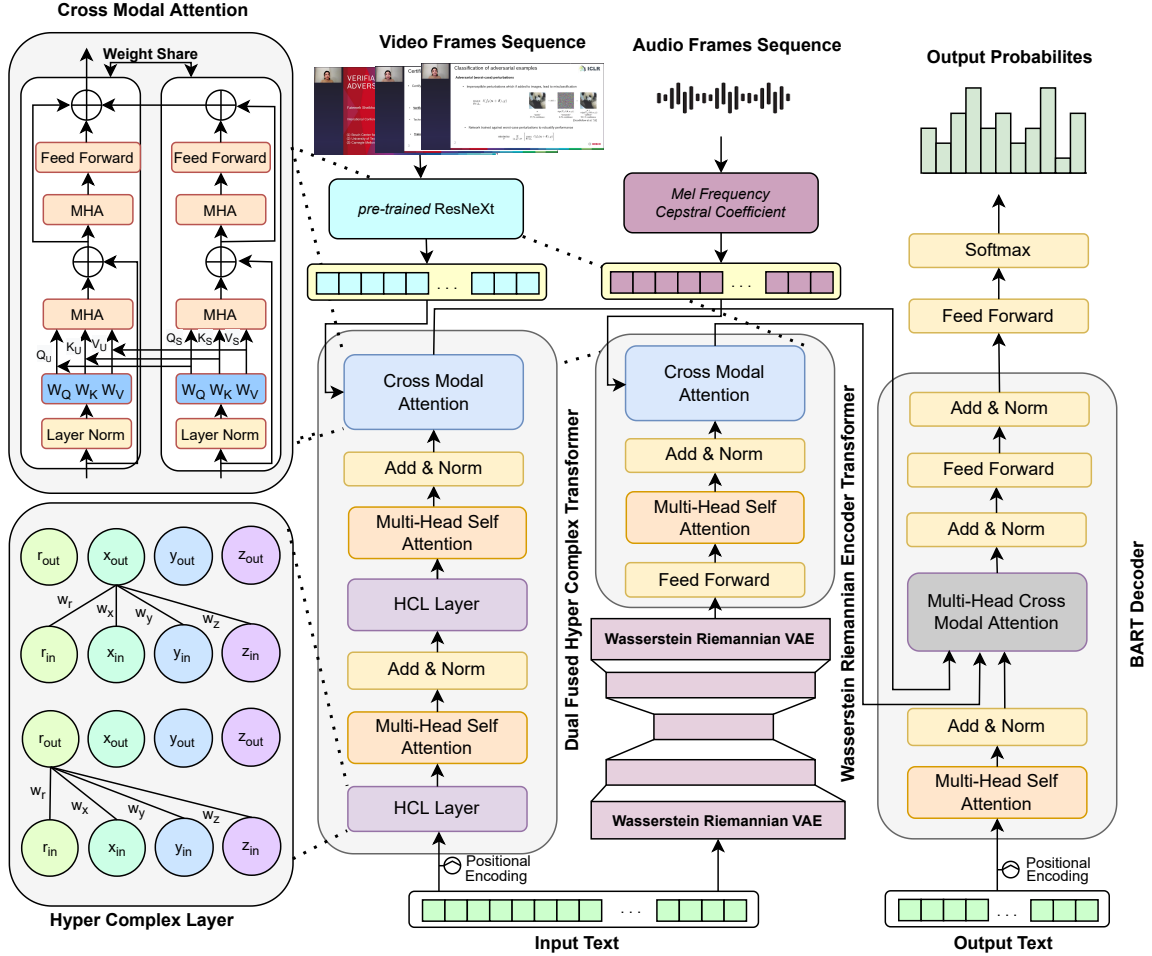 Cross Modal Attention
Weight Share
Feed Forward
Feed Forward
MHA
MHA
MHA
MHA
Q_U
K_U
V_U
Q_S
K_S
V_S
W_Q W_K W_V
W_Q W_K W_V
Layer Norm
Layer Norm
r_out
x_out
y_out
z_out
w_r
w_x
w_y
w_z
r_in
x_in
y_in
z_in
r_out
x_out
y_out
z_out
w_r
w_x
w_y
w_z
r_in
x_in
y_in
z_in
Hyper Complex Layer
Video Frames Sequence
VERIFIA
ADVERS
Classification of adversarial examples
ICLR
pre-trained ResNeXt
. . .
Cross Modal
Attention
Add & Norm
Multi-Head Self
Attention
HCL Layer
Add & Norm
Multi-Head Self
Attention
HCL Layer
Dual Fused Hyper Complex Transformer
Positional
Encoding
. . .
Input Text
Audio Frames Sequence
Mel Frequency
Cepstral Coefficient
. . .
Cross Modal
Attention
Add & Norm
Multi-Head Self
Attention
Feed Forward
Wasserstein Riemannian VAE
Wasserstein Riemannian VAE
Wasserstein Riemannian Encoder Transformer
Output Probabilites
Softmax
Feed Forward
Add & Norm
Feed Forward
Add & Norm
Multi-Head Cross
Modal Attention
Add & Norm
Multi-Head Self
Attention
BART Decoder
Positional
Encoding
. . .
Output Text